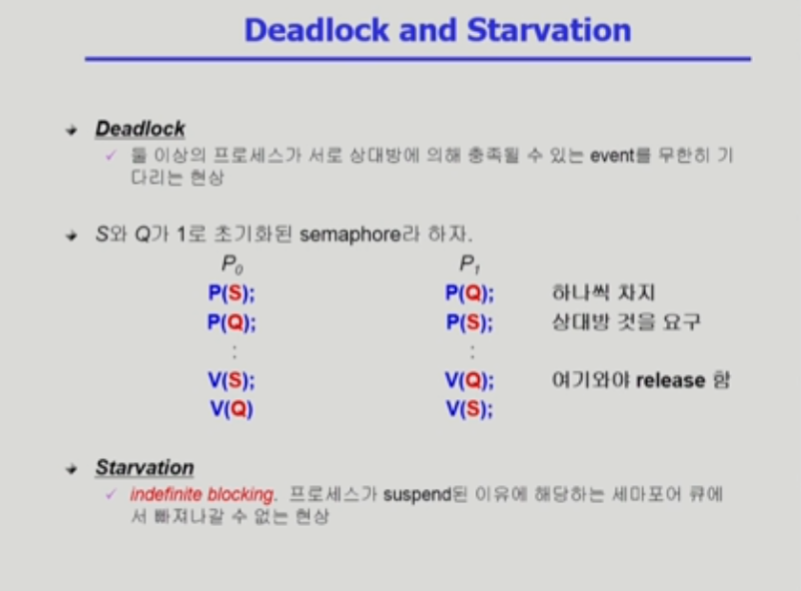 Deadlock and Starvation
Deadlock
✓ 둘 이상의 프로세스가 서로 상대방에 의해 충족될 수 있는 event를 무한히 기
다리는 현상
S와 Q가 1로 초기화된 semaphore라 하자.
P0 P1
P(S); P(Q); 하나씩 차지
P(Q); P(S); 상대방 것을 요구
: :
V(S); V(Q); 여기와야 release 함
V(Q) V(S);
Starvation
✓ indefinite blocking. 프로세스가 suspend된 이유에 해당하는 세마포어 큐에
서 빠져나갈 수 없는 현상